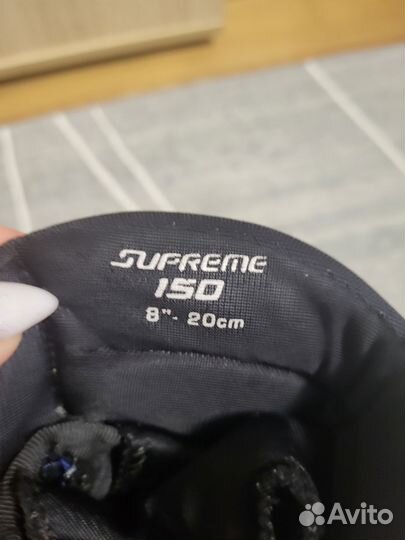 SUPREME
150
8"- 20cm
Avito